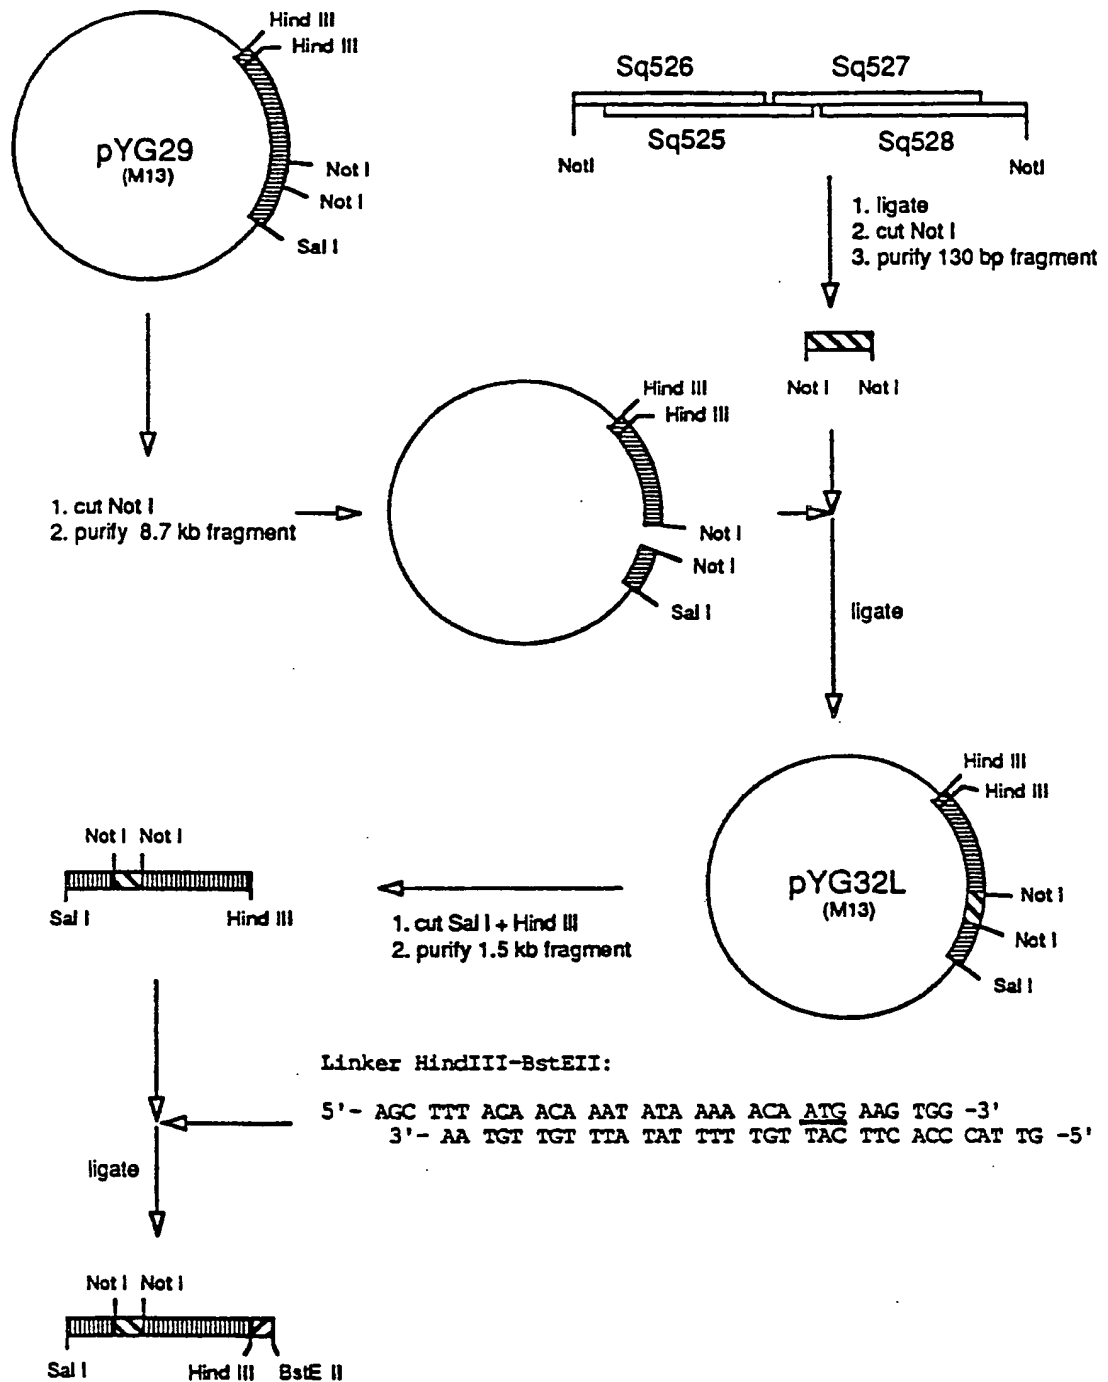 Hind III
Hind III
pYG29
(M13)
Not I
Not I
Sal I
Sq526 Sq527
Sq525 Sq528
NotI NotI
1. ligate
2. cut Not I
3. purify 130 bp fragment
Not I Not I
1. cut Not I
2. purify 8.7 kb fragment
Hind III
Hind III
Not I
Not I
Sal I
ligate
Hind III
Hind III
pYG32L
(M13)
Not I
Not I
Sal I
1. cut Sal I + Hind III
2. purify 1.5 kb fragment
Not I Not I
Sal I Hind III
Linker HindIII-BstEII:
5'- AGC TTT ACA ACA AAT ATA AAA ACA ATG AAG TGG -3'
3'- AA TGT TGT TTA TAT TTT TGT TAC TTC ACC CAT TG -5'
ligate
Not I Not I
Sal I Hind III BstE II